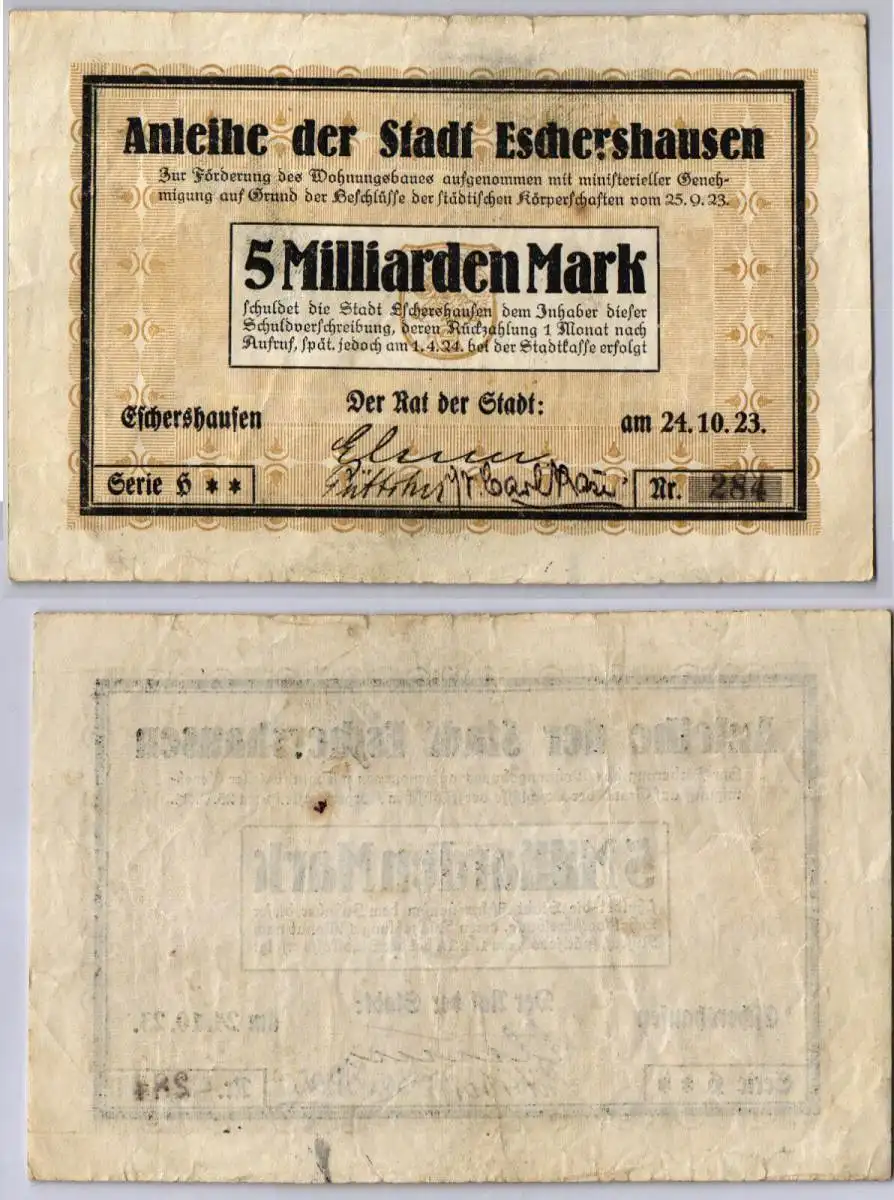 Anleihe der Stadt Eschershausen
Zur Förderung des Wohnungsbaues aufgenommen mit ministerieller Geneh-
migung auf Grund der Beschlüsse der städtischen Körperschaften vom 25.9.23.
5 Milliarden Mark
schuldet die Stadt Eschershausen dem Inhaber dieser
Schuldverschreibung, deren Rückzahlung 1 Monat nach
Aufruf, spät. jedoch am 1.4.24. bei der Stadtkasse erfolgt
Der Rat der Stadt:
Eschershausen
am 24.10.23.
Serie H * *
Nr. 284